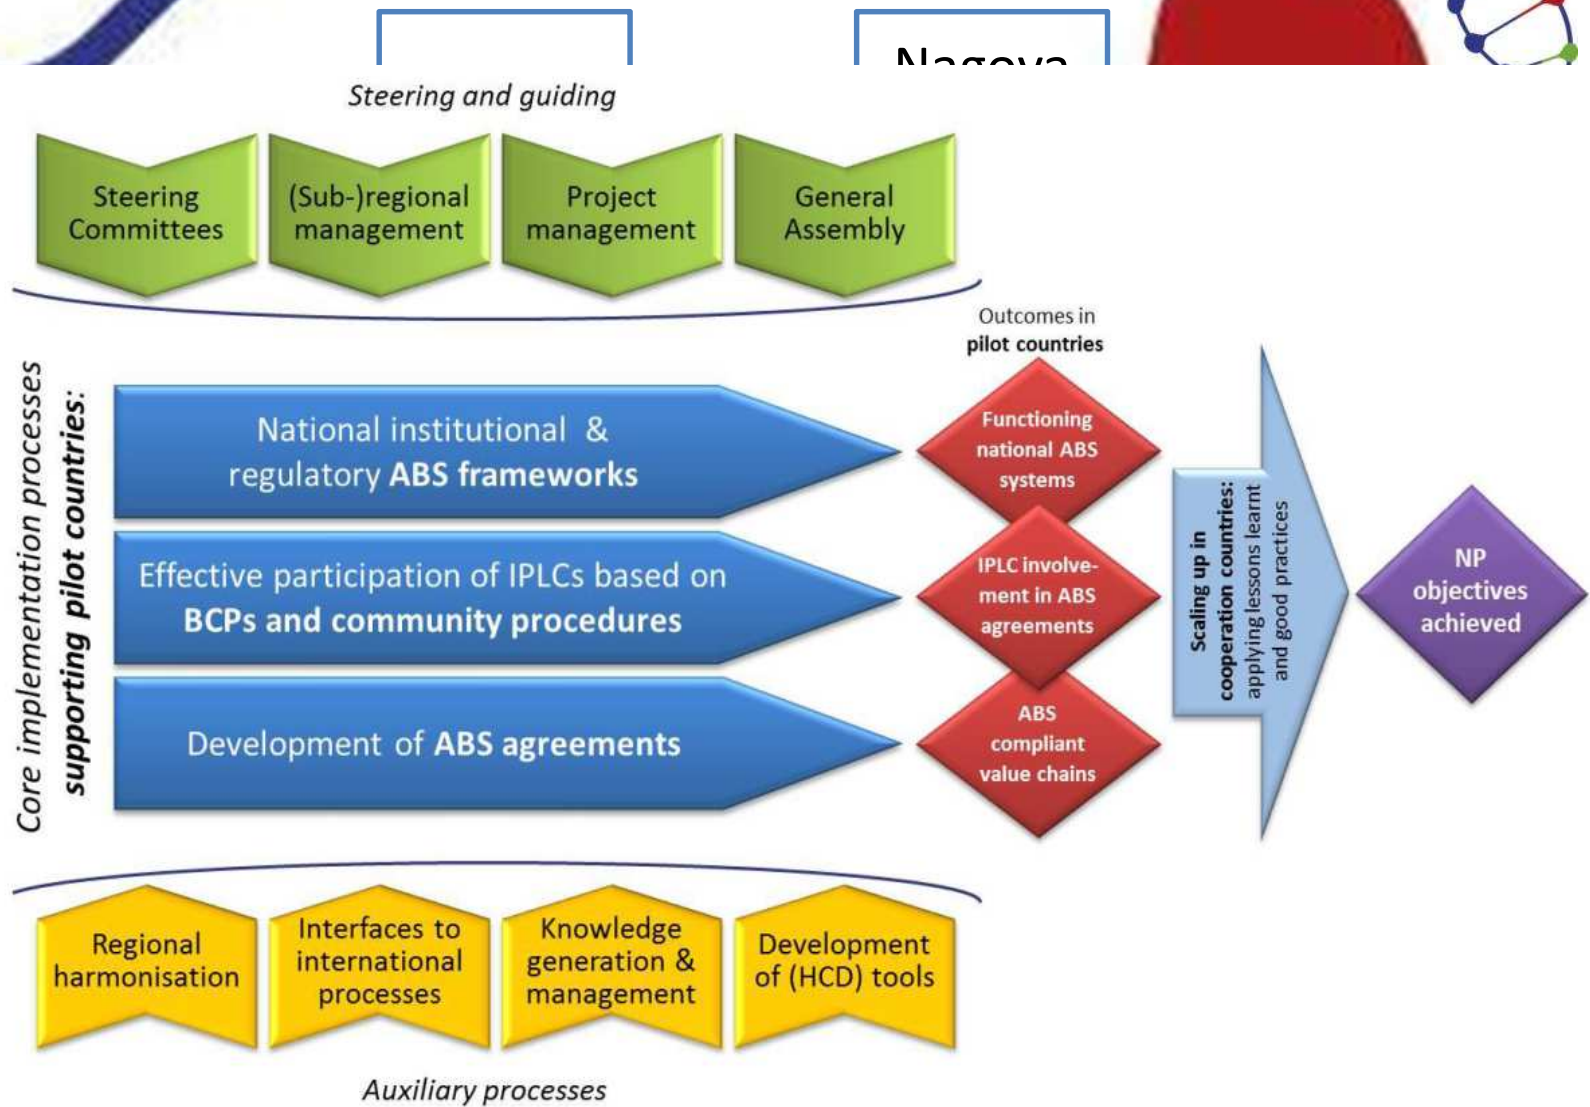 Nagoya
Steering and guiding
Steering
Committees
(Sub-)regional
management
Project
management
General
Assembly
Outcomes in
pilot countries
Core implementation processes
supporting pilot countries:
National institutional &
regulatory ABS frameworks
Effective participation of IPLCs based on
BCPs and community procedures
Development of ABS agreements
Functioning
national ABS
systems
IPLC involve-
ment in ABS
agreements
ABS
compliant
value chains
Scaling up in
cooperation countries:
applying lessons learnt
and good practices
NP
objectives
achieved
Regional
harmonisation
Interfaces to
international
processes
Knowledge
generation &
management
Development
of (HCD) tools
Auxiliary processes